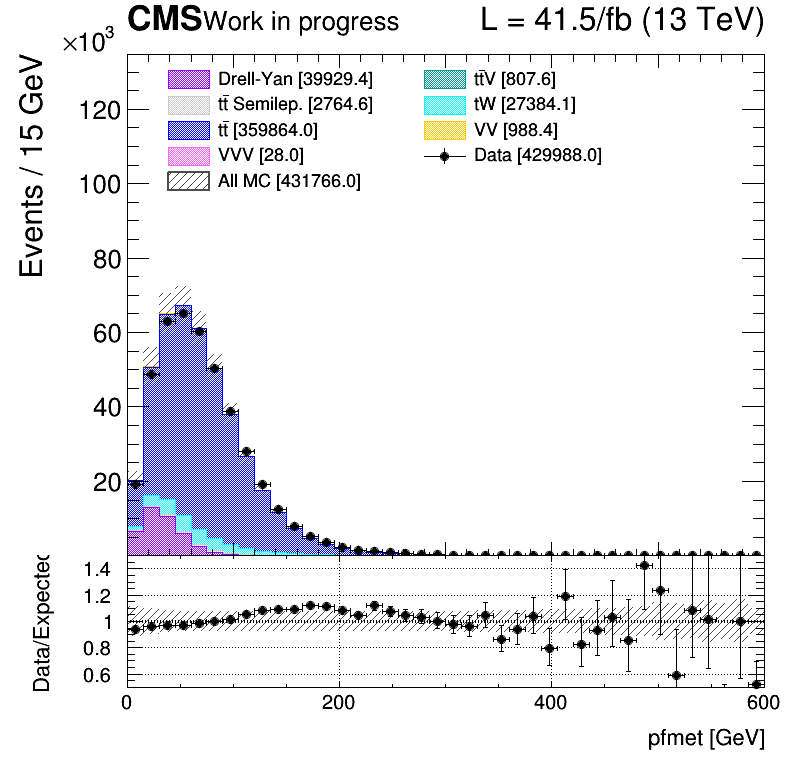 CMS Work in progress L = 41.5/fb (13 TeV)
×10³
Events / 15 GeV
Drell-Yan [39929.4]
tt̄V [807.6]
tt̄ Semilep. [2764.6]
tW [27384.1]
tt̄ [359864.0]
VV [988.4]
VVV [28.0]
Data [429988.0]
All MC [431766.0]
120
100
80
60
40
20
Data/Expected
1.4
1.2
1
0.8
0.6
0 200 400 600
pfmet [GeV]